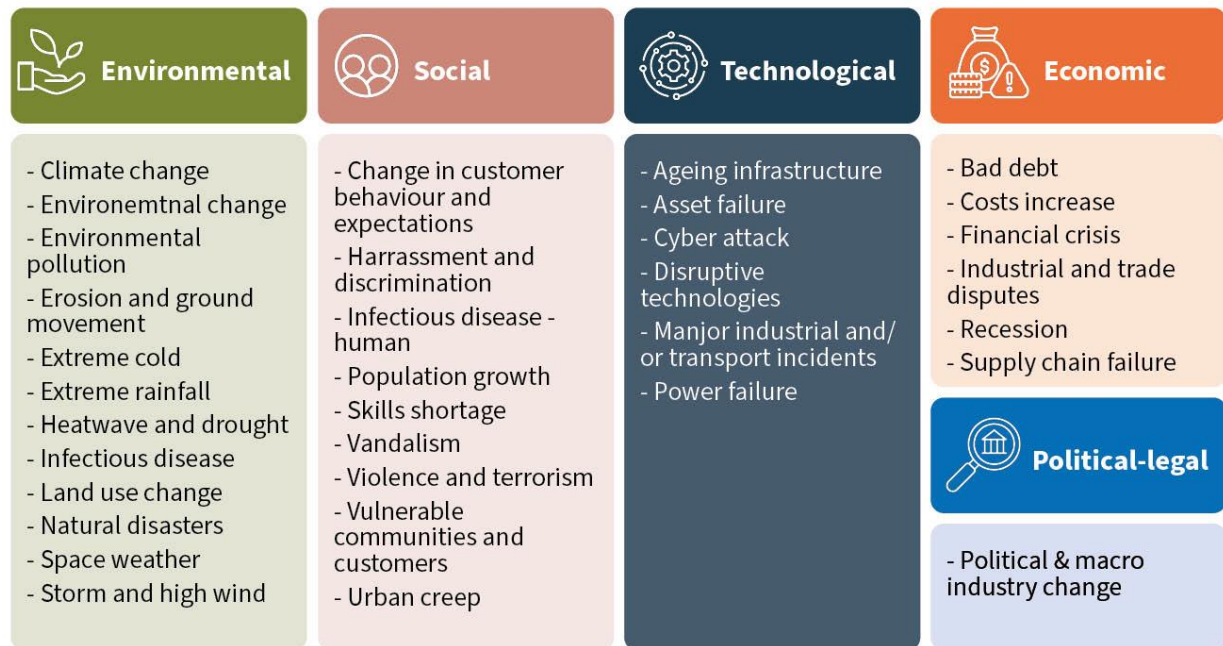 Environmental
- Climate change
- Environemtnal change
- Environmental
pollution
- Erosion and ground
movement
- Extreme cold
- Extreme rainfall
- Heatwave and drought
- Infectious disease
- Land use change
- Natural disasters
- Space weather
- Storm and high wind
Social
- Change in customer
behaviour and
expectations
- Harrassment and
discrimination
- Infectious disease -
human
- Population growth
- Skills shortage
- Vandalism
- Violence and terrorism
- Vulnerable
communities and
customers
- Urban creep
Technological
- Ageing infrastructure
- Asset failure
- Cyber attack
- Disruptive
technologies
- Manjor industrial and/
or transport incidents
- Power failure
$
!
Economic
- Bad debt
- Costs increase
- Financial crisis
- Industrial and trade
disputes
- Recession
- Supply chain failure
Political-legal
- Political & macro
industry change